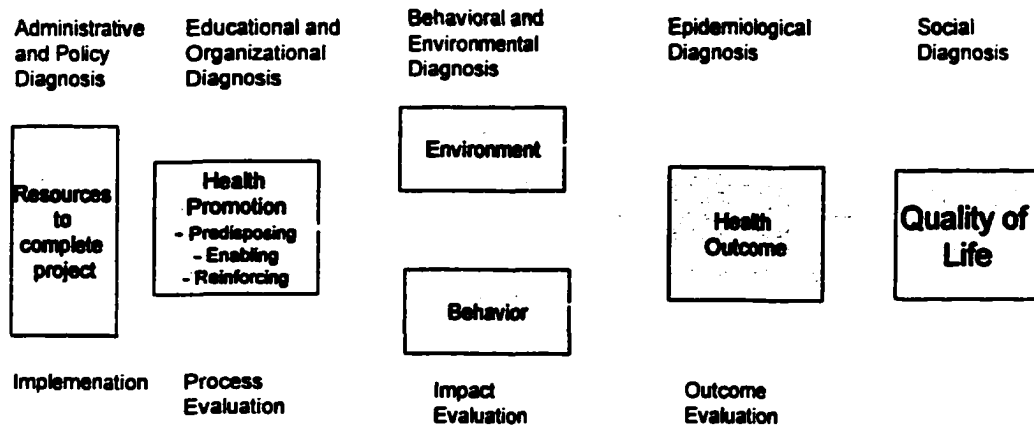 Administrative
and Policy
Diagnosis
Educational and
Organizational
Diagnosis
Behavioral and
Environmental
Diagnosis
Epidemiological
Diagnosis
Social
Diagnosis
Resources
to
complete
project
Health
Promotion
- Predisposing
- Enabling
- Reinforcing
Environment
Behavior
Health
Outcome
Quality of
Life
Implemenation
Process
Evaluation
Impact
Evaluation
Outcome
Evaluation